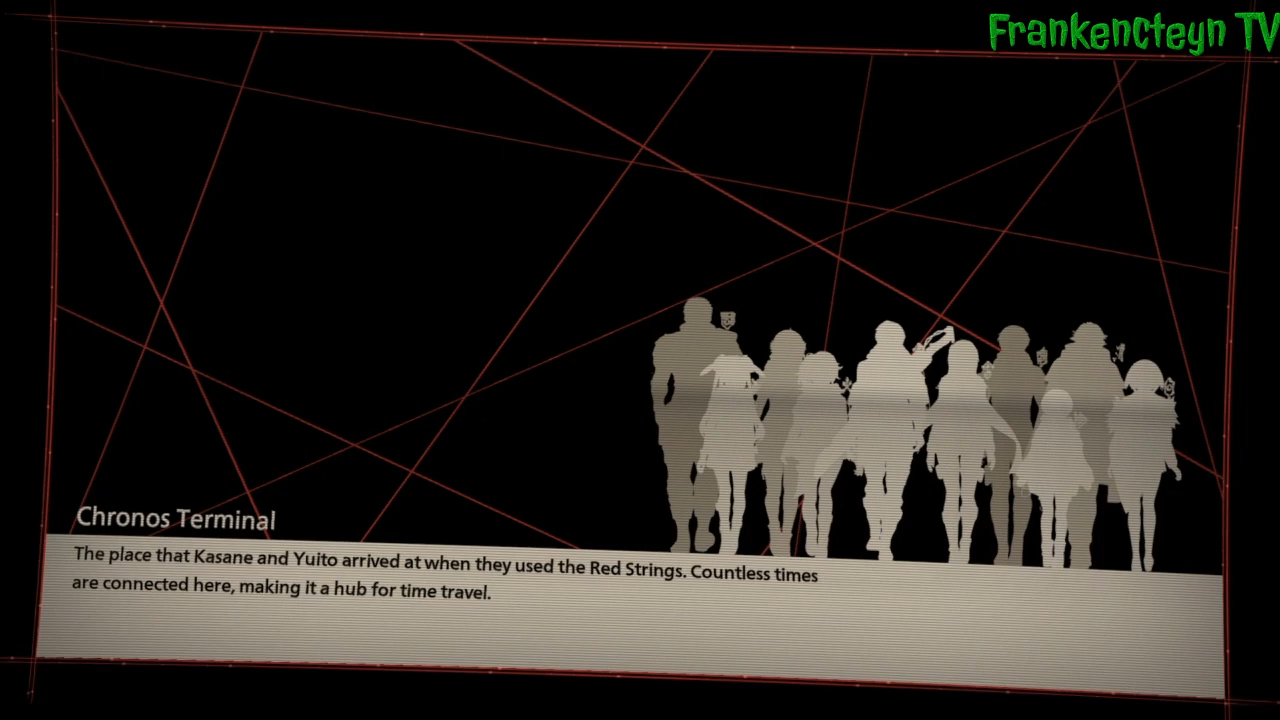 FrankenCteyn TV
Chronos Terminal
The place that Kasane and Yuito arrived at when they used the Red Strings. Countless times
are connected here, making it a hub for time travel.